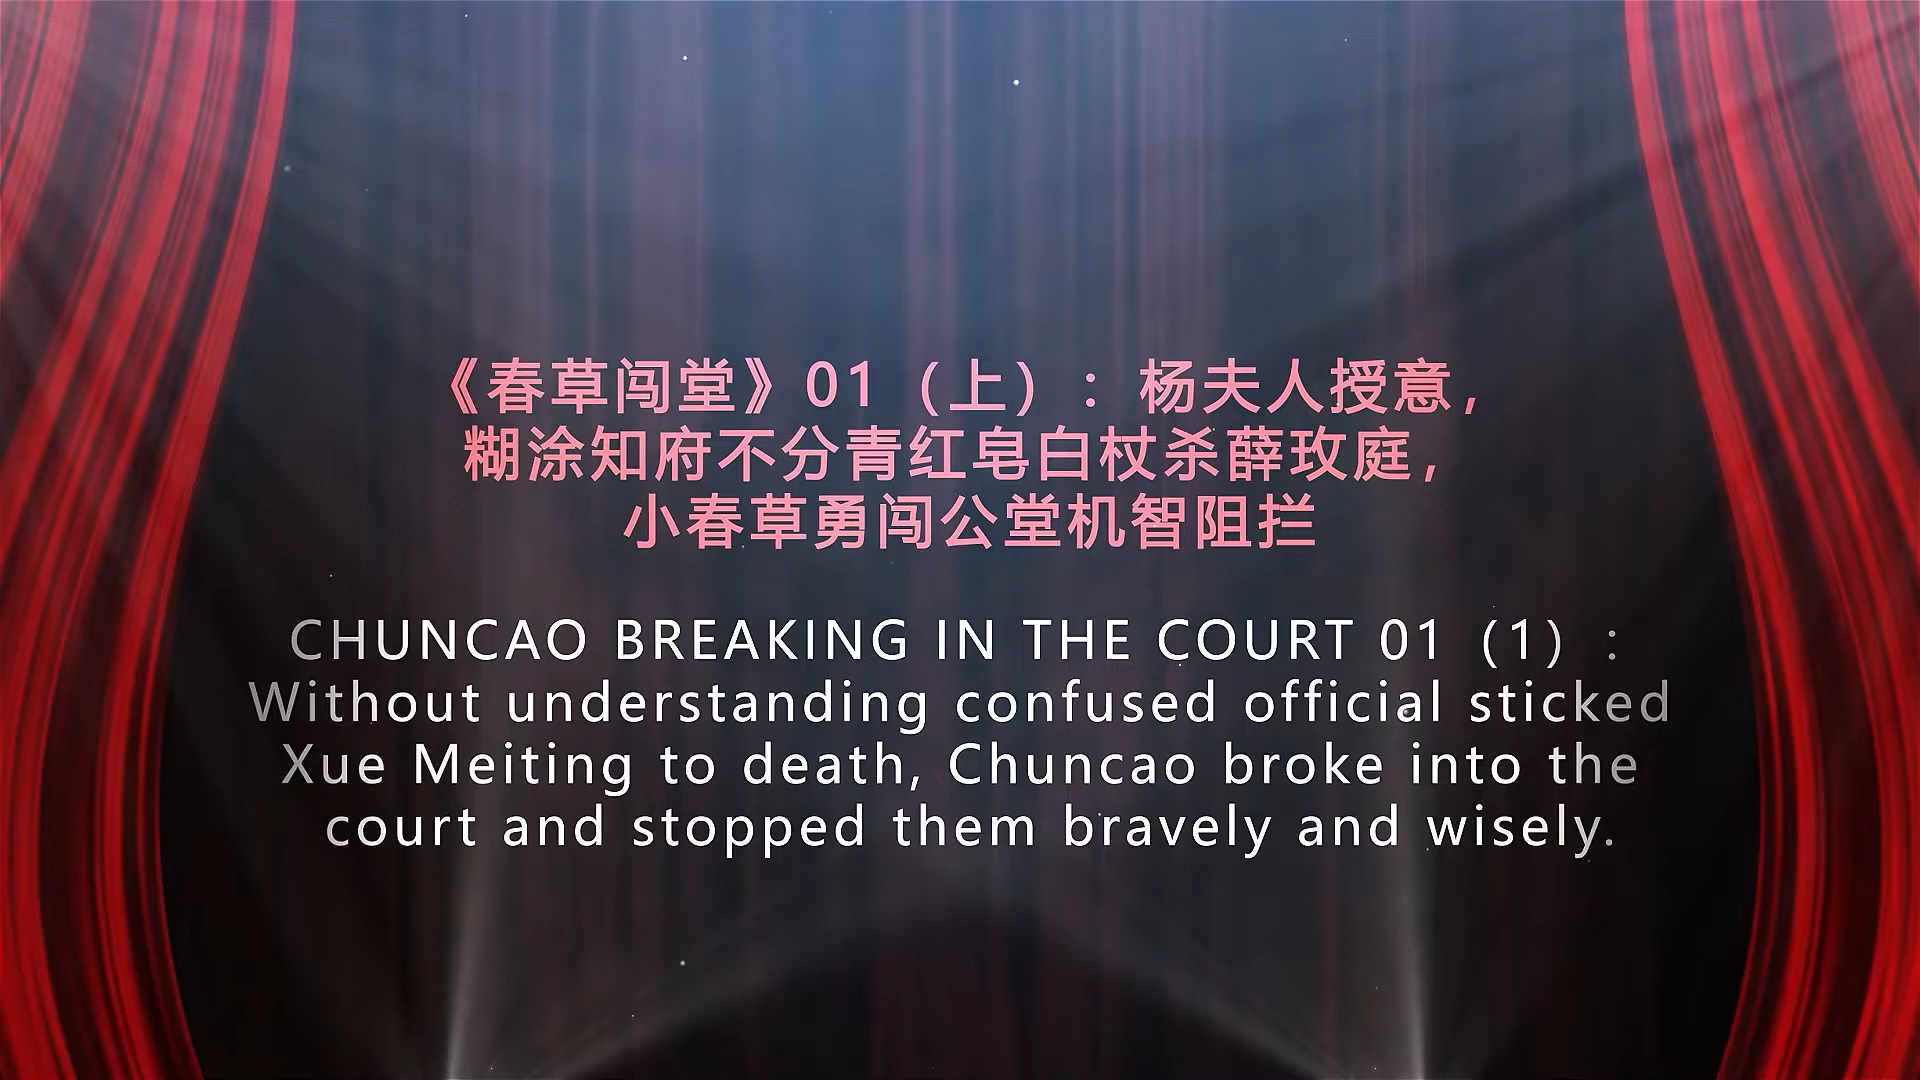 《春草闯堂》01（上）：杨夫人授意，
糊涂知府不分青红皂白杖杀薛玫庭，
小春草勇闯公堂机智阻拦
CHUNCAO BREAKING IN THE COURT 01（1）：
Without understanding confused official sticked
Xue Meiting to death, Chuncao broke into the
court and stopped them bravely and wisely.